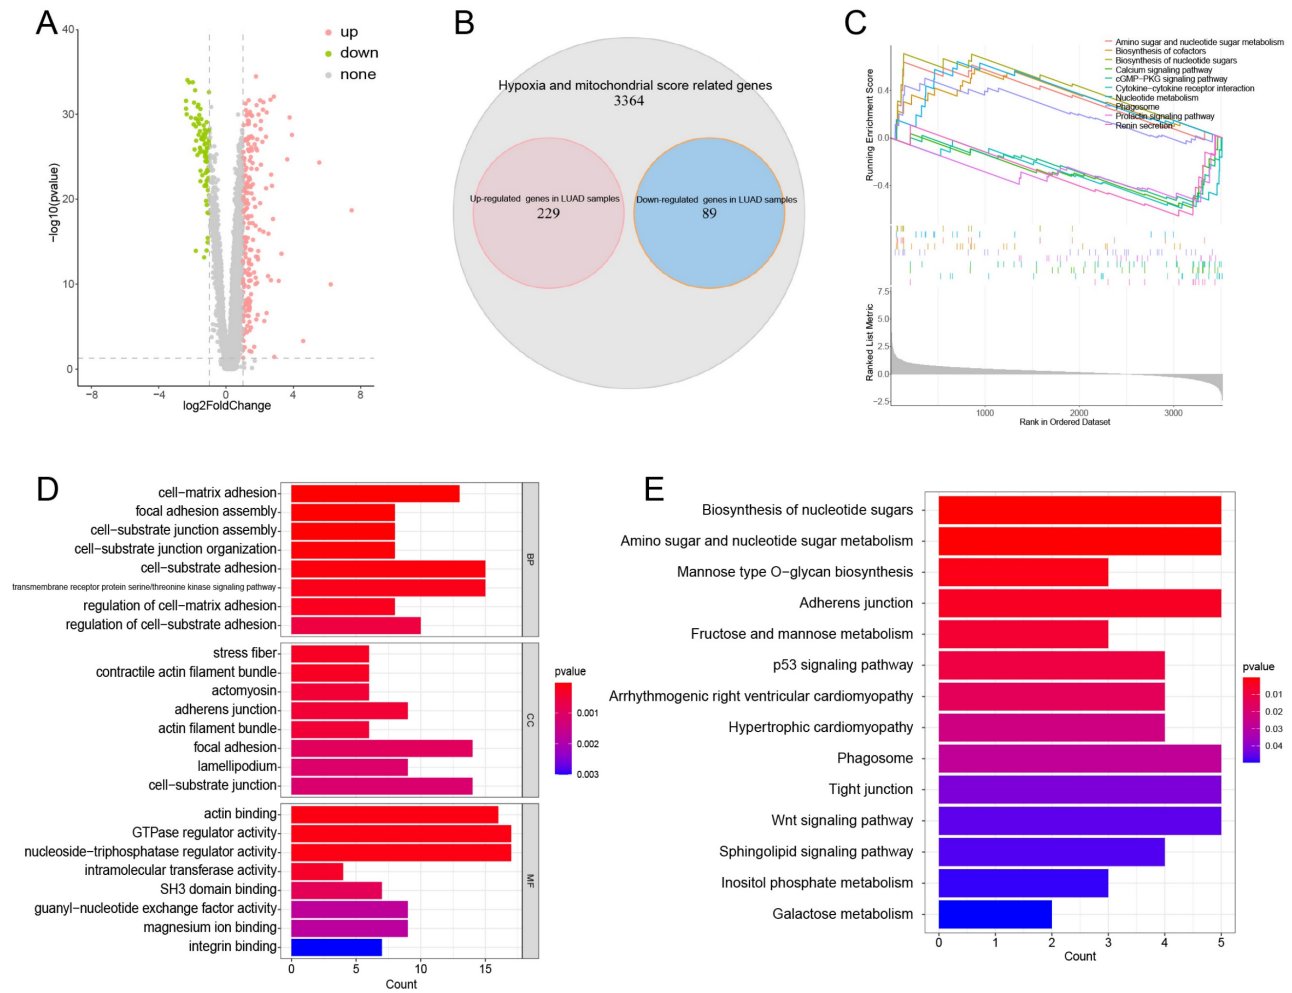 A
40
30
20
10
0
−log10(pvalue)
−8
−4
0
4
8
log2FoldChange
up
down
none
B
Hypoxia and mitochondrial score related genes
3364
Up-regulated genes in LUAD samples
229
Down-regulated genes in LUAD samples
89
C
Amino sugar and nucleotide sugar metabolism
Biosynthesis of cofactors
Biosynthesis of nucleotide sugars
Calcium signaling pathway
cGMP−PKG signaling pathway
Cytokine−cytokine receptor interaction
Nucleotide metabolism
Phagosome
Prolactin signaling pathway
Renin secretion
Running Enrichment Score
0.4
0.0
−0.4
Ranked List Metric
7.5
5.0
2.5
0.0
−2.5
1000
2000
3000
Rank in Ordered Dataset
D
cell−matrix adhesion
focal adhesion assembly
cell−substrate junction assembly
cell−substrate junction organization
cell−substrate adhesion
transmembrane receptor protein serine/threonine kinase signaling pathway
regulation of cell−matrix adhesion
regulation of cell−substrate adhesion
BP
stress fiber
contractile actin filament bundle
actomyosin
adherens junction
actin filament bundle
focal adhesion
lamellipodium
cell−substrate junction
CC
actin binding
GTPase regulator activity
nucleoside−triphosphatase regulator activity
intramolecular transferase activity
SH3 domain binding
guanyl−nucleotide exchange factor activity
magnesium ion binding
integrin binding
MF
0
5
10
15
Count
pvalue
0.001
0.002
0.003
E
Biosynthesis of nucleotide sugars
Amino sugar and nucleotide sugar metabolism
Mannose type O−glycan biosynthesis
Adherens junction
Fructose and mannose metabolism
p53 signaling pathway
Arrhythmogenic right ventricular cardiomyopathy
Hypertrophic cardiomyopathy
Phagosome
Tight junction
Wnt signaling pathway
Sphingolipid signaling pathway
Inositol phosphate metabolism
Galactose metabolism
0
1
2
3
4
5
Count
pvalue
0.01
0.02
0.03
0.04